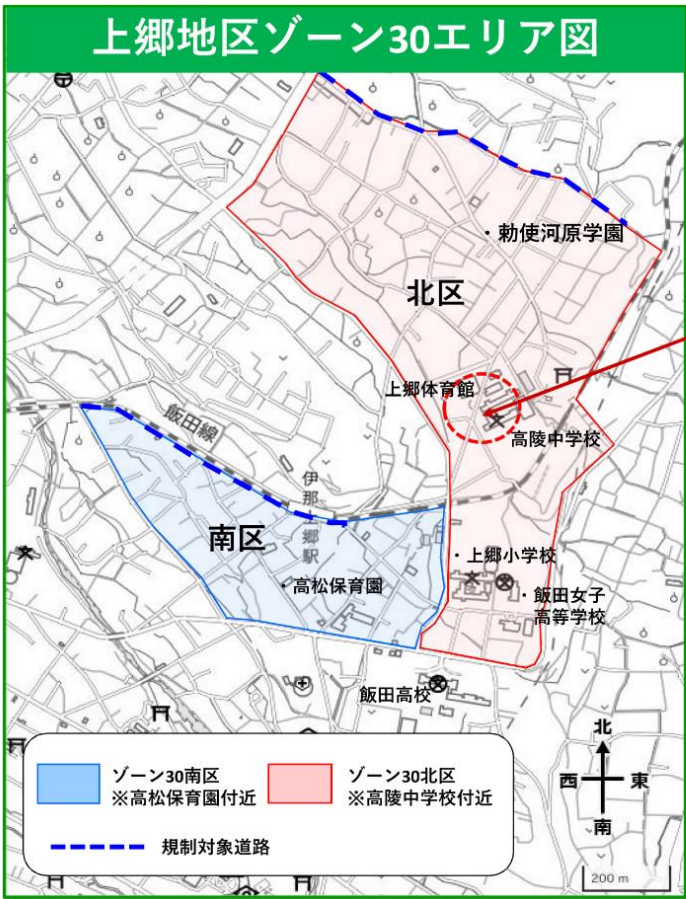 上郷地区ゾーン30エリア図
・勅使河原学園
北区
上郷体育館
高陵中学校
飯田線
伊那上郷駅
南区
・上郷小学校
・高松保育園
・飯田女子
高等学校
飯田高校
北
西
東
南
ゾーン30南区
※高松保育園付近
ゾーン30北区
※高陵中学校付近
規制対象道路
200 m